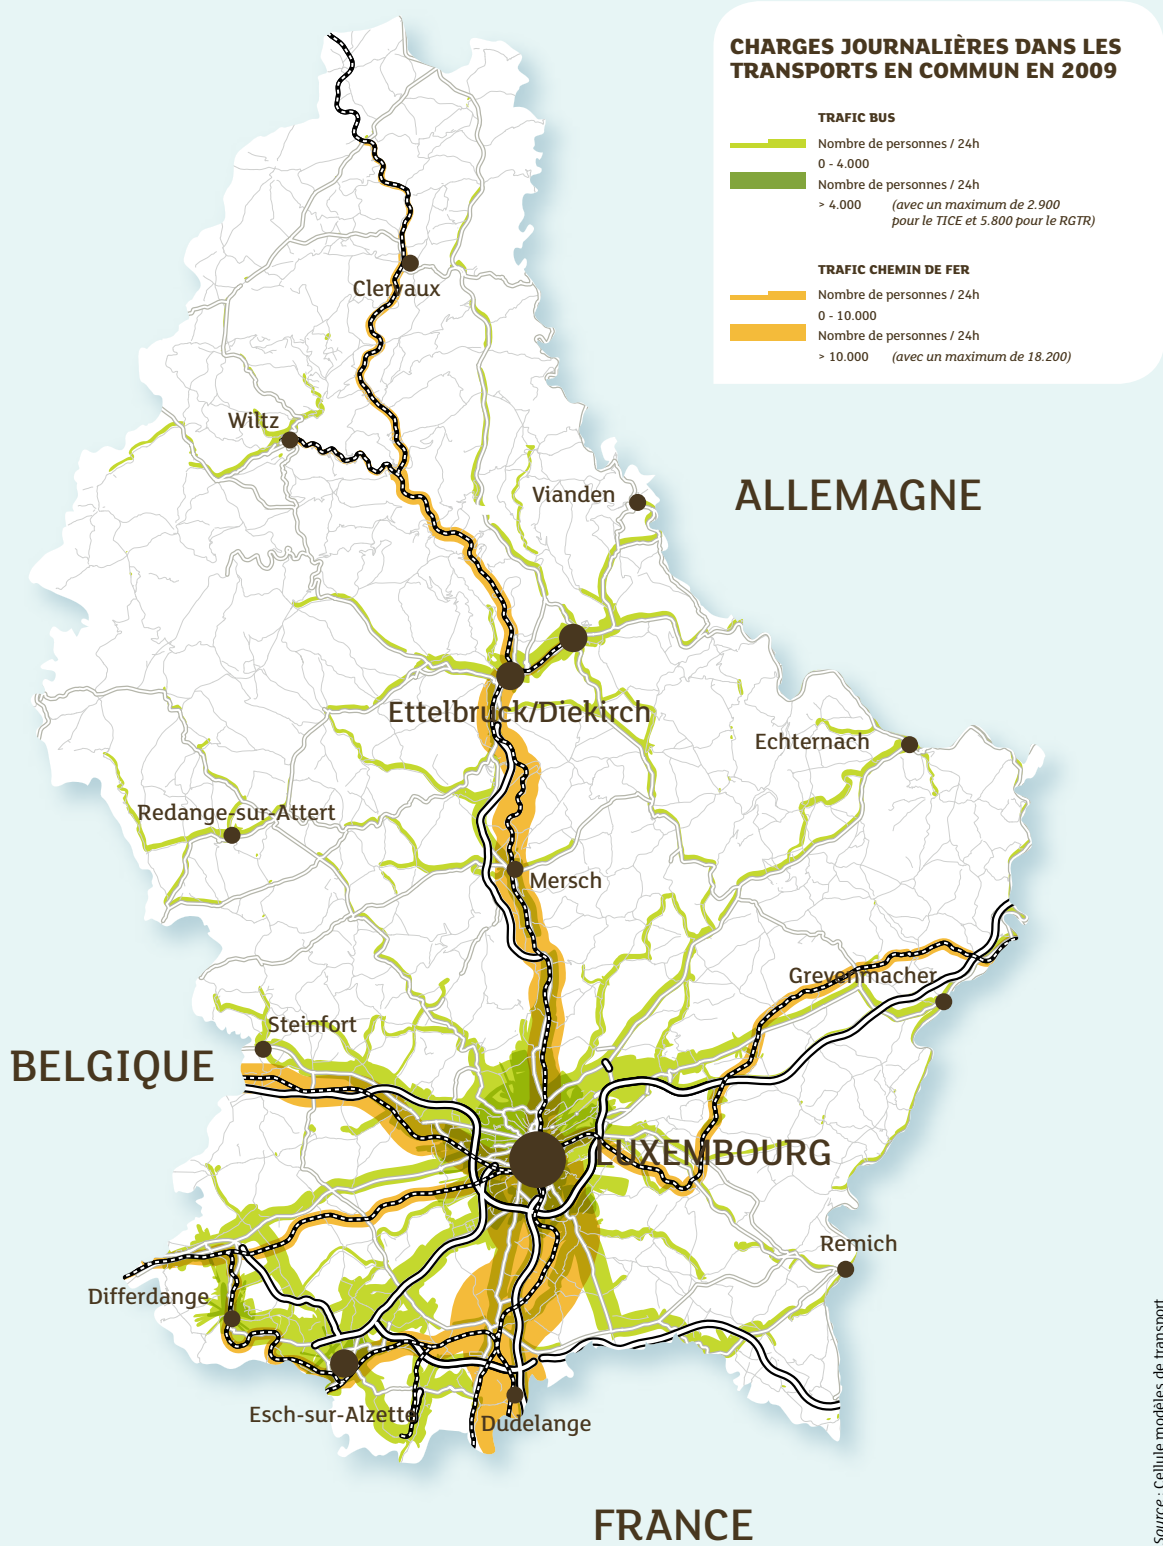 CHARGES JOURNALIÈRES DANS LES
TRANSPORTS EN COMMUN EN 2009
TRAFIC BUS
Nombre de personnes / 24h
0 - 4.000
Nombre de personnes / 24h
> 4.000 (avec un maximum de 2.900
pour le TICE et 5.800 pour le RGTR)
TRAFIC CHEMIN DE FER
Nombre de personnes / 24h
0 - 10.000
Nombre de personnes / 24h
> 10.000 (avec un maximum de 18.200)
Clervaux
Wiltz
Vianden
ALLEMAGNE
Ettelbruck/Diekirch
Echternach
Redange-sur-Attert
Mersch
Grevenmacher
Steinfort
BELGIQUE
LUXEMBOURG
Remich
Differdange
Esch-sur-Alzette
Dudelange
FRANCE
Source : Cellule modèles de transport